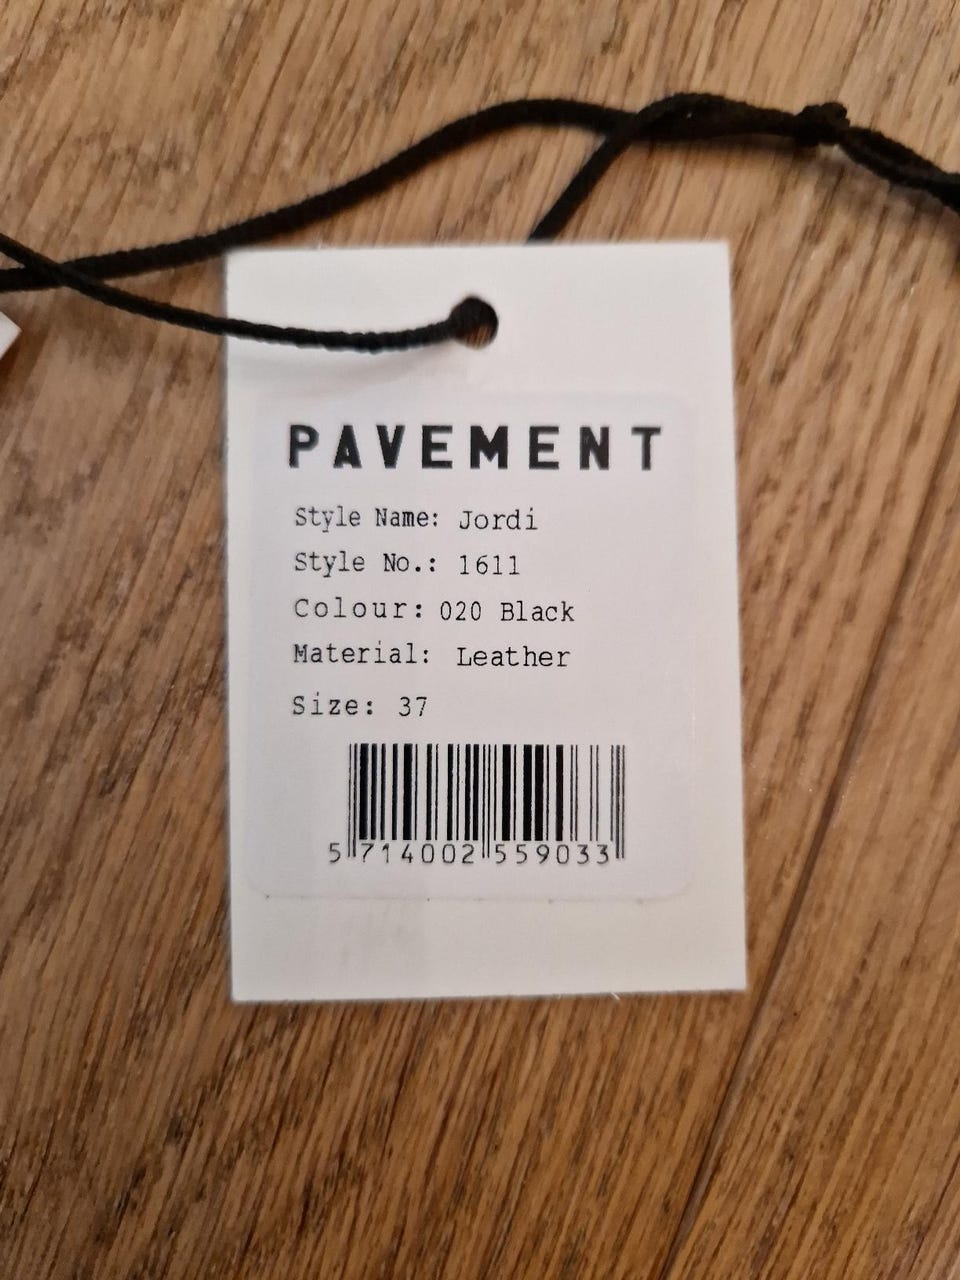 PAVEMENT
Style Name: Jordi
Style No.: 1611
Colour: 020 Black
Material: Leather
Size: 37
5 714002 559033